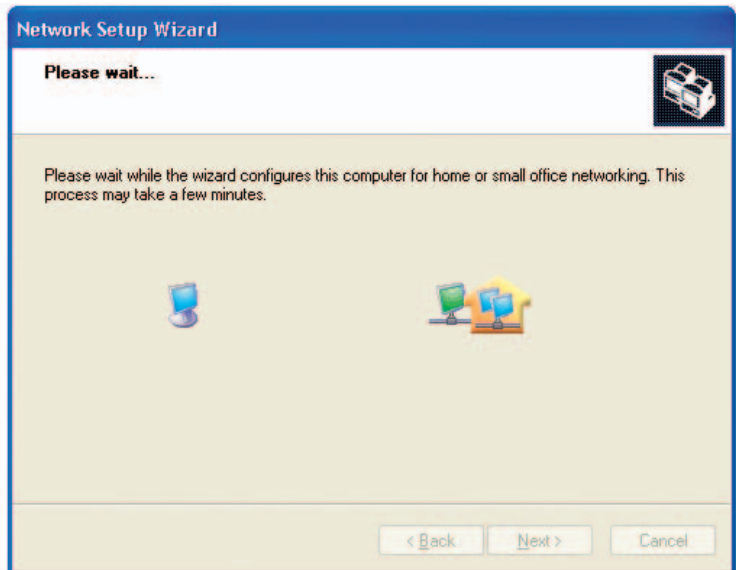 Network Setup Wizard
Please wait...
Please wait while the wizard configures this computer for home or small office networking. This
process may take a few minutes.
< Back Next > Cancel